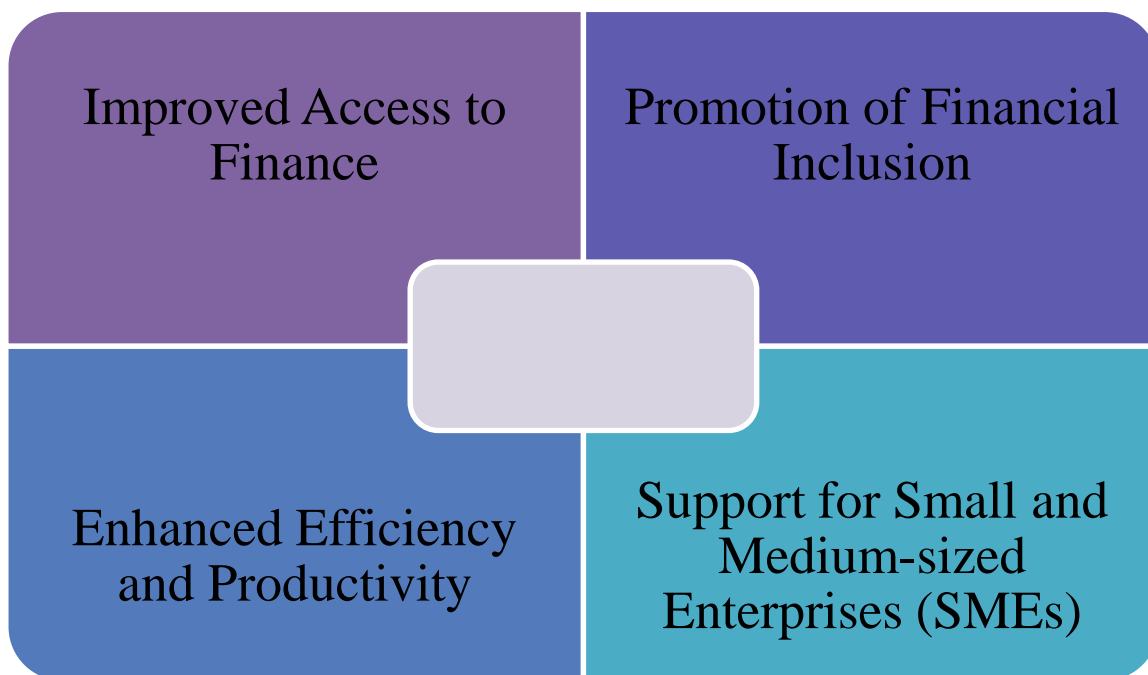 Improved Access to
Finance
Promotion of Financial
Inclusion
Enhanced Efficiency
and Productivity
Support for Small and
Medium-sized
Enterprises (SMEs)